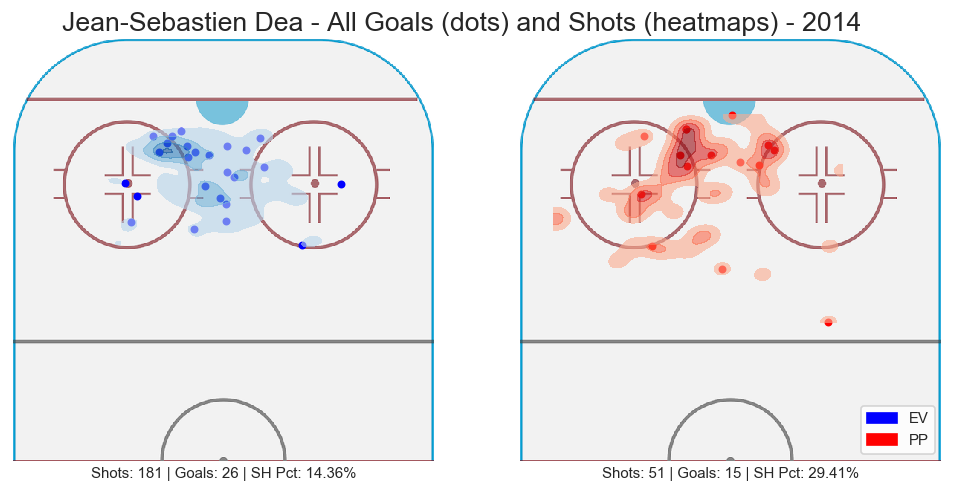 Jean-Sebastien Dea - All Goals (dots) and Shots (heatmaps) - 2014
EV
PP
Shots: 181 | Goals: 26 | SH Pct: 14.36%
Shots: 51 | Goals: 15 | SH Pct: 29.41%